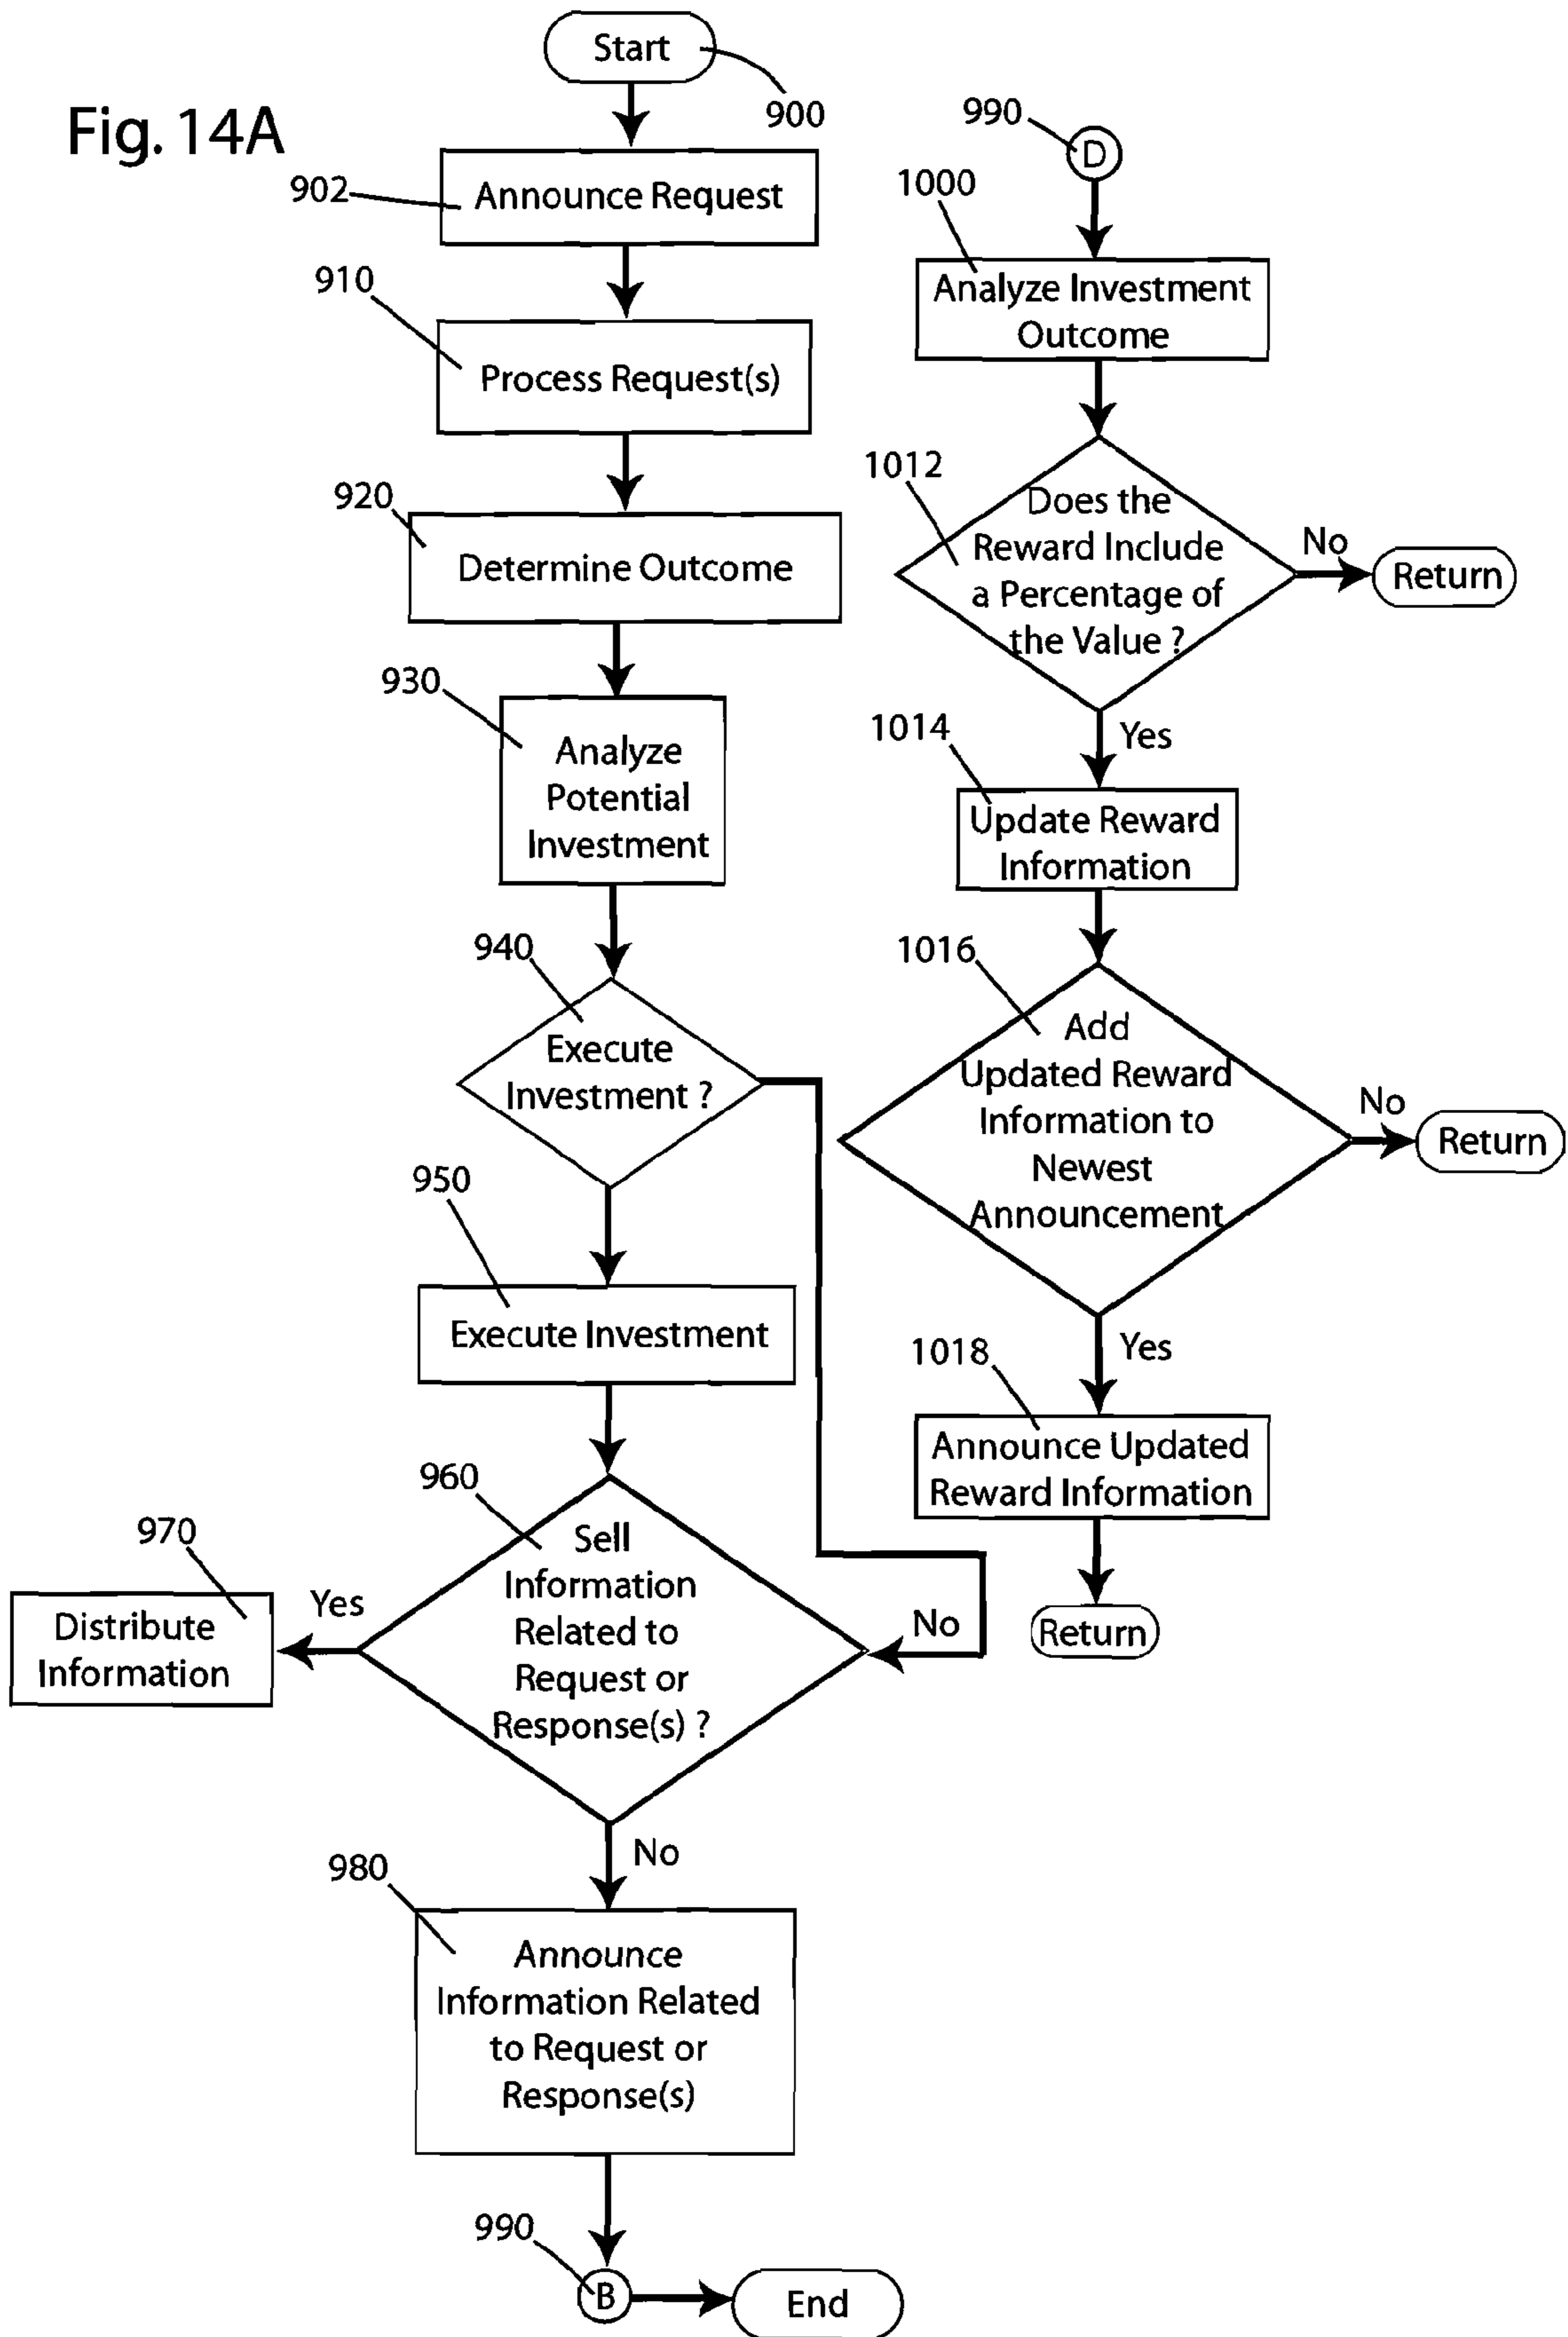 Fig. 14A
Start
900
902
Announce Request
910
Process Request(s)
920
Determine Outcome
930
Analyze
Potential
Investment
940
Execute
Investment ?
950
Execute Investment
960
Sell
Information
Related to
Request or
Response(s) ?
No
970
Yes
Distribute
Information
No
980
Announce
Information Related
to Request or
Response(s)
990
B
End
990
D
1000
Analyze Investment
Outcome
1012
Does the
Reward Include
a Percentage of
the Value ?
No
Return
Yes
1014
Update Reward
Information
1016
Add
Updated Reward
Information to
Newest
Announcement
No
Return
Yes
1018
Announce Updated
Reward Information
Return